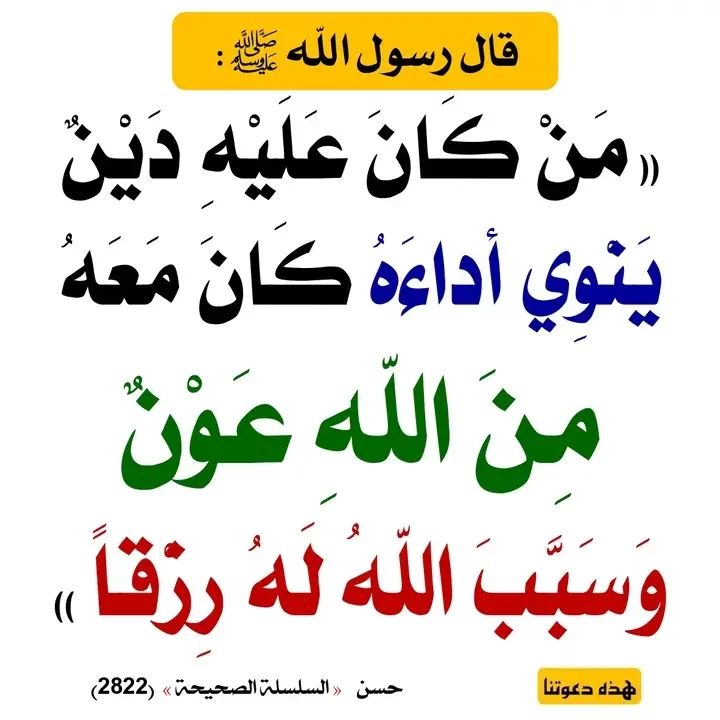 قال رسول الله ﷺ :
(( مَنْ كَانَ عَلَيْهِ دَيْنٌ
يَنْوِي أداءَهُ كَانَ مَعَهُ
مِنَ اللّهِ عَوْنٌ
وَسَبَّبَ اللّهُ لَهُ رِزْقاً ))
حسن « السلسلة الصحيحة » (2822)
هذه دعوتنا